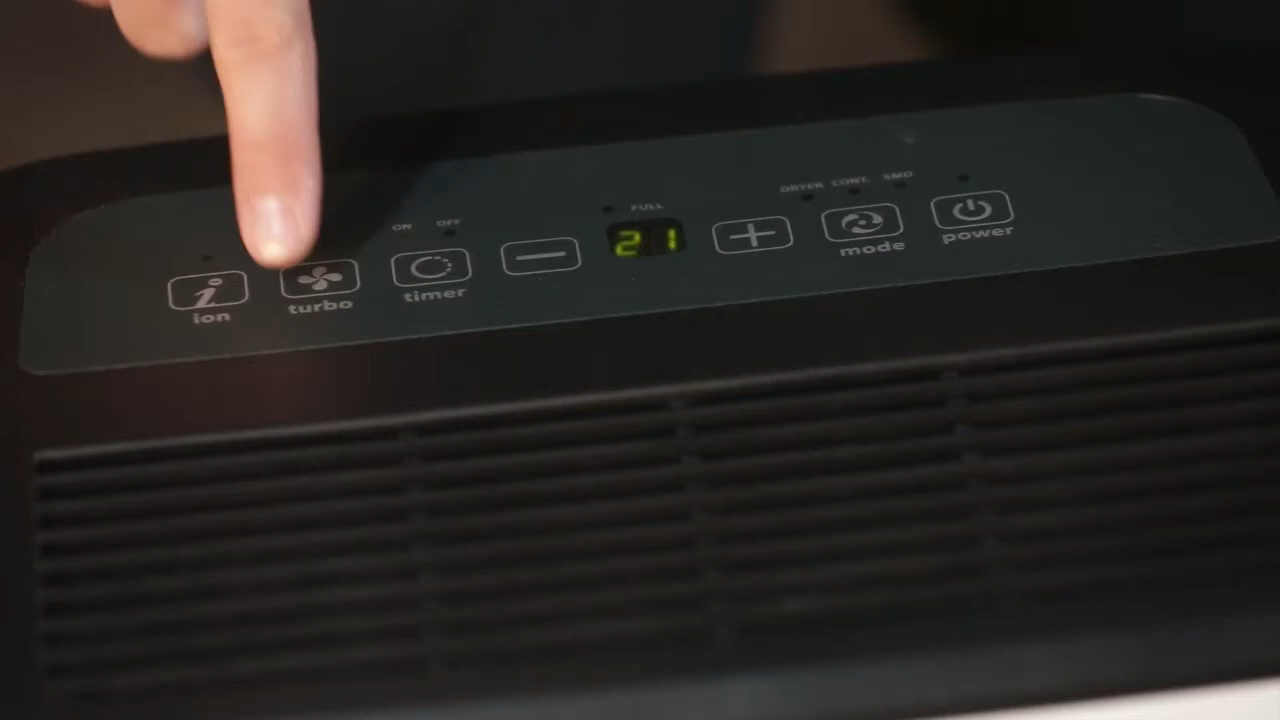 ion
turbo
ON OFF
timer
FULL
21
DRYER CONT. SMD
mode
power